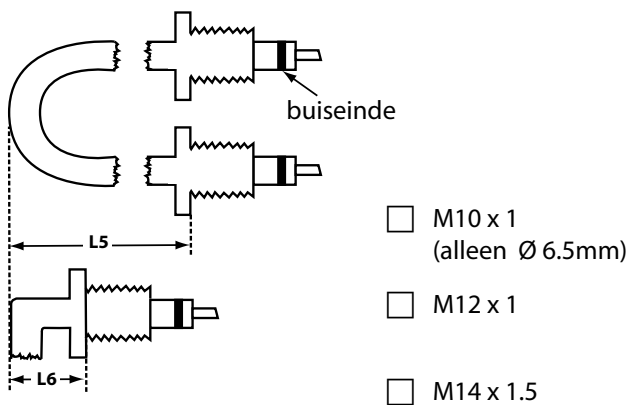 buiseinde
L5
L6
M10 x 1
(alleen Ø 6.5mm)
M12 x 1
M14 x 1.5